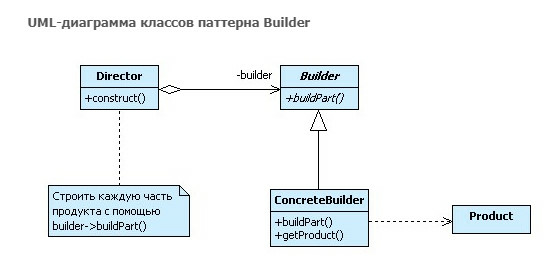 UML-диаграмма классов паттерна Builder
Director
+construct()
-builder
Builder
+buildPart()
Строить каждую часть
продукта с помощью
builder->buildPart()
ConcreteBuilder
+buildPart()
+getProduct()
Product